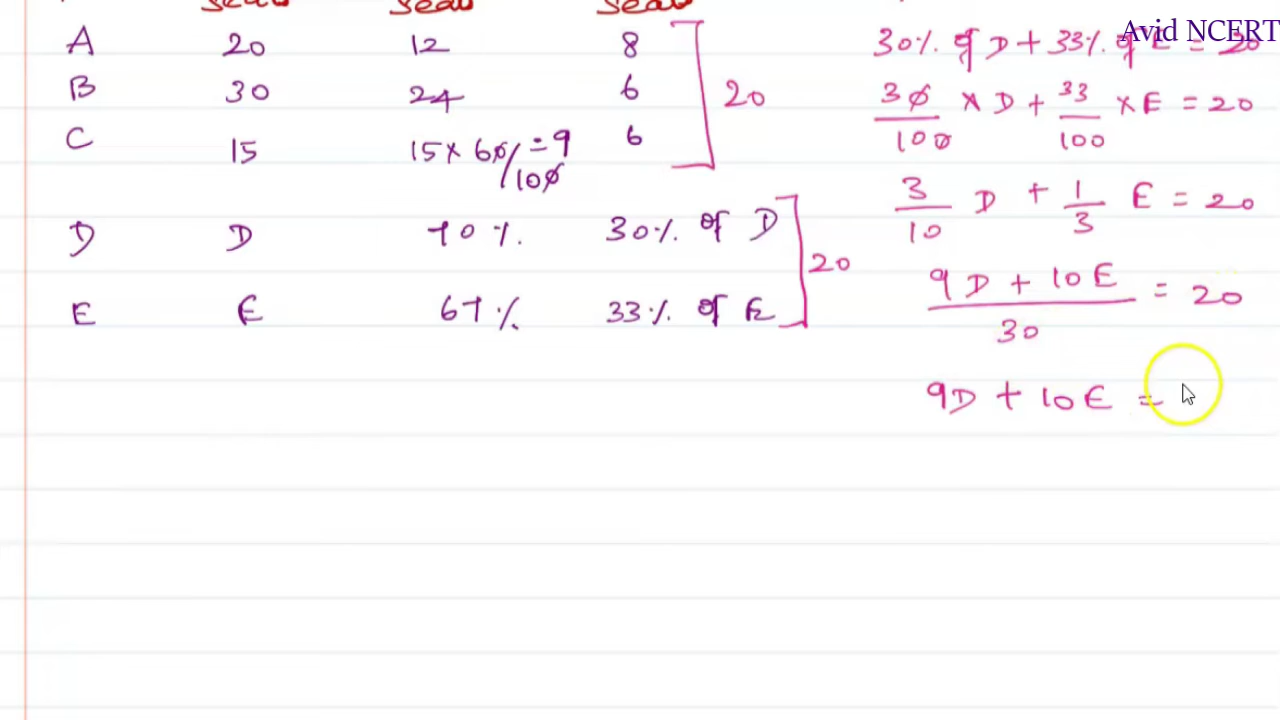 Avid NCERT
A 20 12 8
B 30 24 6 20
C 15 15 × 60/100 = 9 6
D D 70 %. 30%. of D
E E 67 %. 33%. of E 20
30%. of D + 33%. of E = 20
30/100 × D + 33/100 × E = 20
3/10 D + 1/3 E = 20
9D + 10E / 30 = 20
9D + 10E =